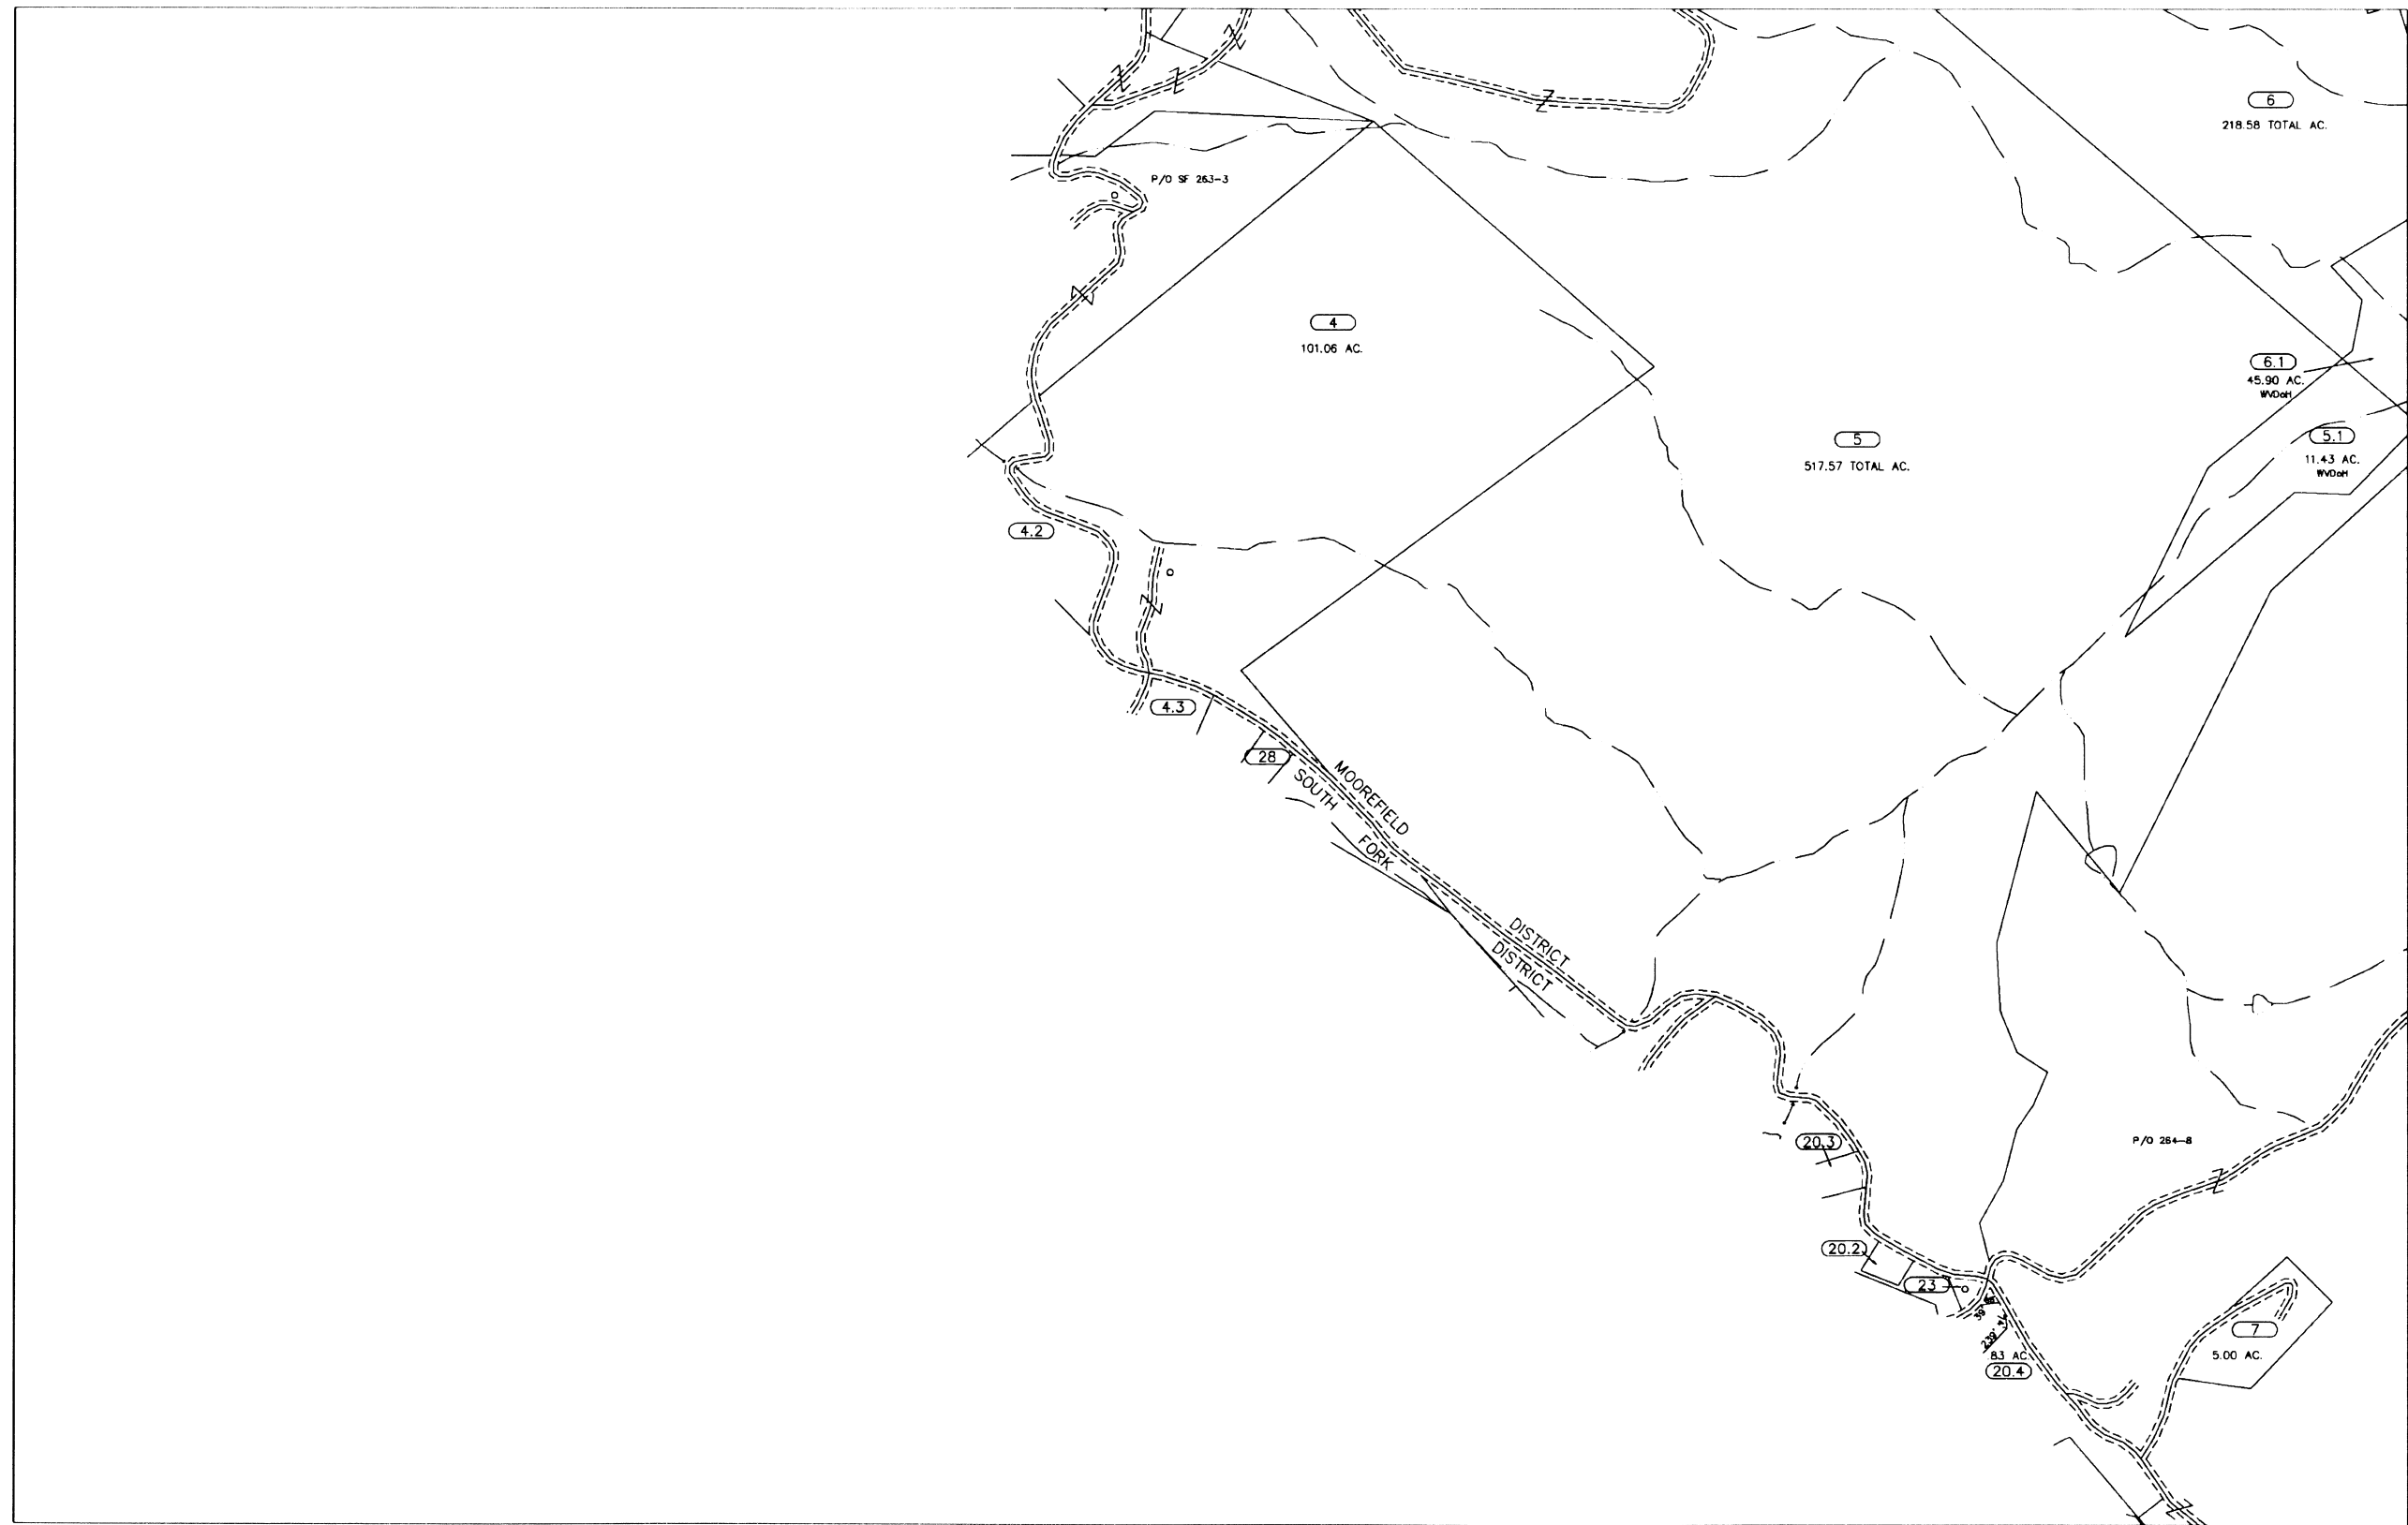 6
218.58 TOTAL AC.
P/O SF 263-3
4
101.06 AC.
6.1
45.90 AC.
WVDoH
5
517.57 TOTAL AC.
5.1
11.43 AC.
WVDoH
4.2
4.3
28
MOOREFIELD
SOUTH
FORK
DISTRICT
DISTRICT
20.3
P/O 264-8
20.2
23
39'
239'
7
83 AC.
5.00 AC.
20.4